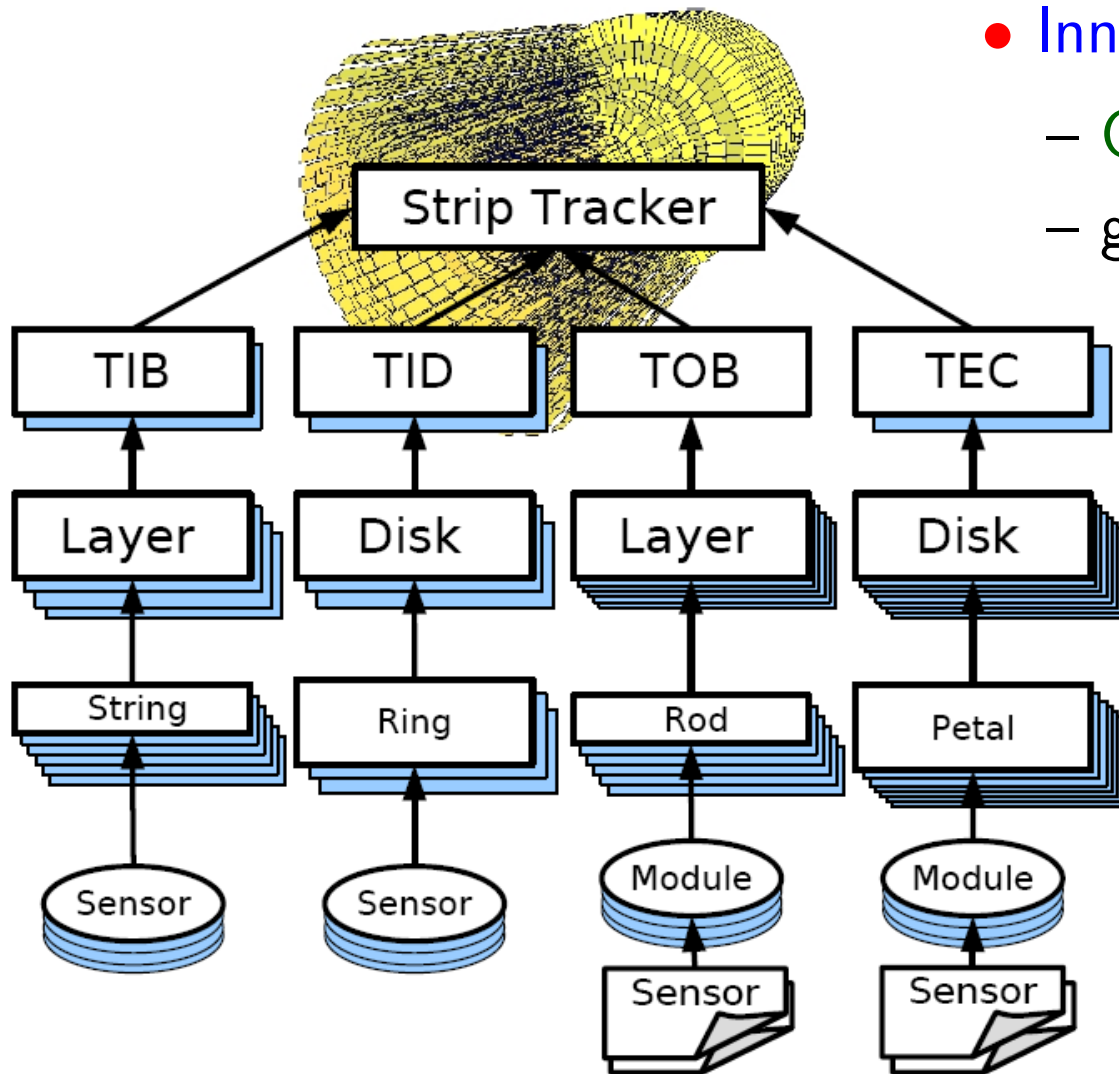 • Inn
Strip Tracker
–
– g
TIB TID TOB TEC
Layer Disk Layer Disk
String Ring Rod Petal
Sensor Sensor Module Module
Sensor Sensor